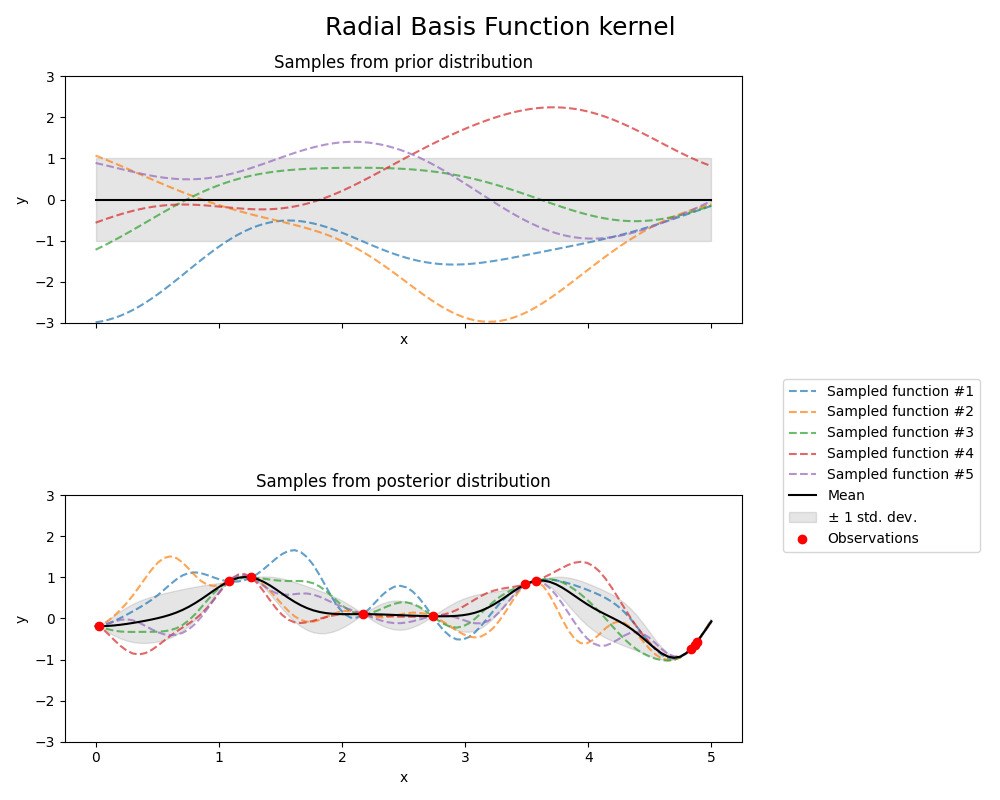 Radial Basis Function kernel
Samples from prior distribution
3
2
1
0
−1
−2
−3
y
x
Sampled function #1
Sampled function #2
Sampled function #3
Sampled function #4
Sampled function #5
Mean
± 1 std. dev.
Observations
Samples from posterior distribution
3
2
1
0
−1
−2
−3
y
0 1 2 3 4 5
x